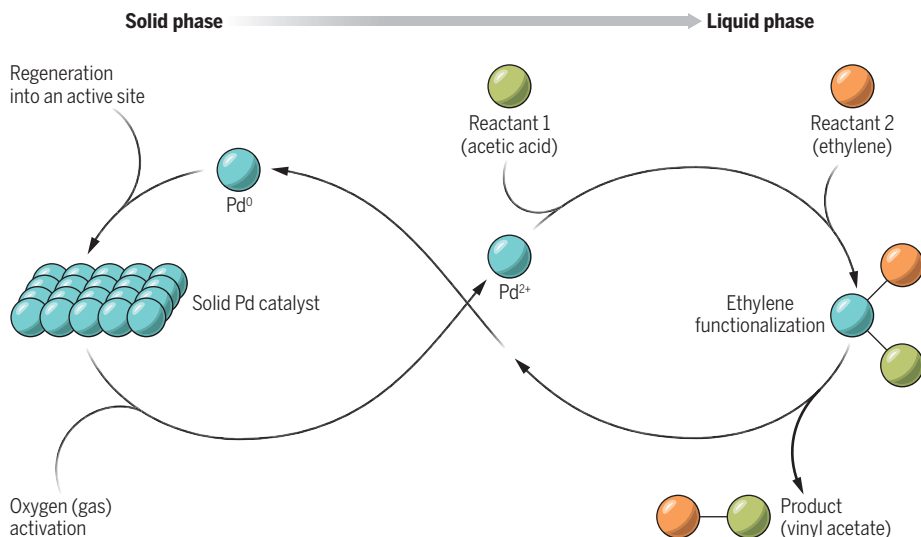 Solid phase
Liquid phase
Regeneration
into an active site
Reactant 1
(acetic acid)
Reactant 2
(ethylene)
Pd⁰
Pd²⁺
Solid Pd catalyst
Ethylene
functionalization
Oxygen (gas)
activation
Product
(vinyl acetate)